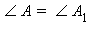 ∠ A = ∠ A₁